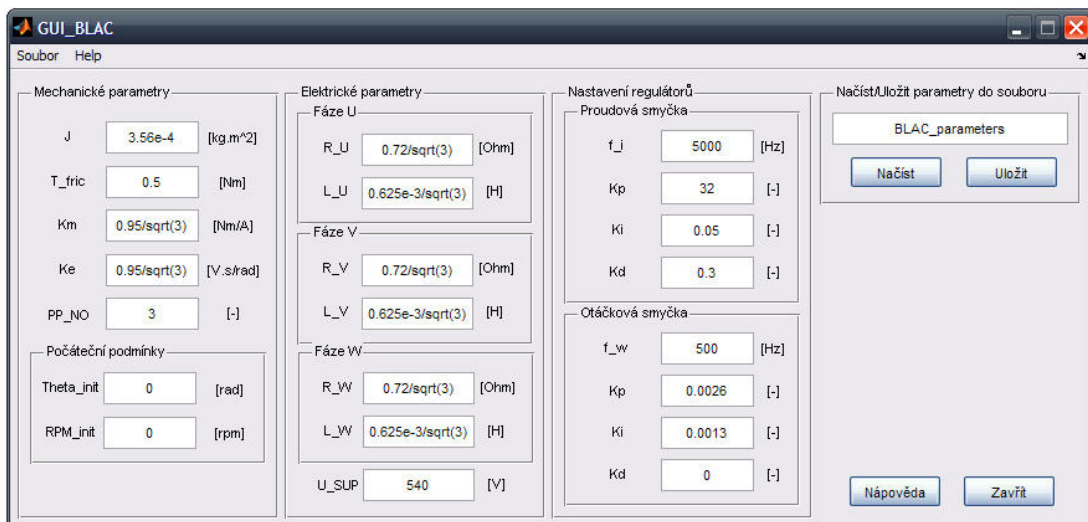 GUI_BLAC
Soubor Help
Mechanické parametry
J 3.56e-4 [kg.m^2]
T_fric 0.5 [Nm]
Km 0.95/sqrt(3) [Nm/A]
Ke 0.95/sqrt(3) [V.s/rad]
PP_NO 3 [-]
Počáteční podmínky
Theta_init 0 [rad]
RPM_init 0 [rpm]
Elektrické parametry
Fáze U
R_U 0.72/sqrt(3) [Ohm]
L_U 0.625e-3/sqrt(3) [H]
Fáze V
R_V 0.72/sqrt(3) [Ohm]
L_V 0.625e-3/sqrt(3) [H]
Fáze W
R_W 0.72/sqrt(3) [Ohm]
L_W 0.625e-3/sqrt(3) [H]
U_SUP 540 [V]
Nastavení regulátorů
Proudová smyčka
f_i 5000 [Hz]
Kp 32 [-]
Ki 0.05 [-]
Kd 0.3 [-]
Otáčková smyčka
f_w 500 [Hz]
Kp 0.0026 [-]
Ki 0.0013 [-]
Kd 0 [-]
Načíst/Uložit parametry do souboru
BLAC_parameters
Načíst Uložit
Nápověda Zavřít